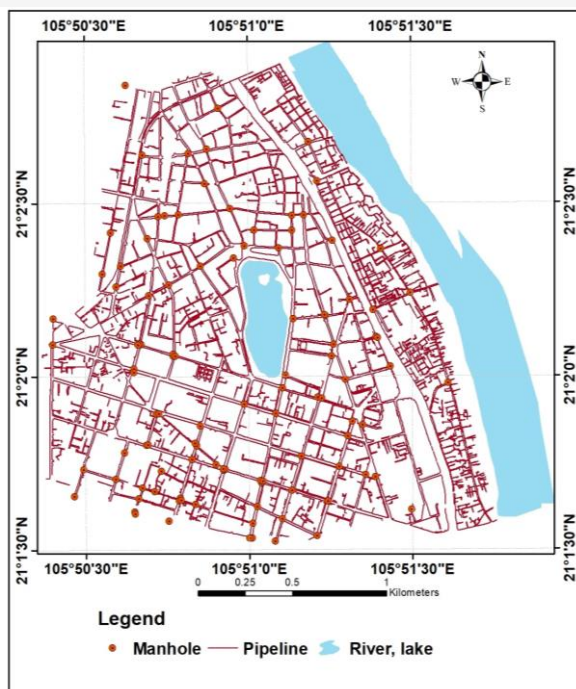 105°50'30"E 105°51'0"E 105°51'30"E
N
W E
S
21°2'30"N 21°2'30"N
21°2'0"N 21°2'0"N
21°1'30"N 21°1'30"N
105°50'30"E 105°51'0"E 105°51'30"E
0 0.25 0.5 1
Kilometers
Legend
Manhole Pipeline River, lake